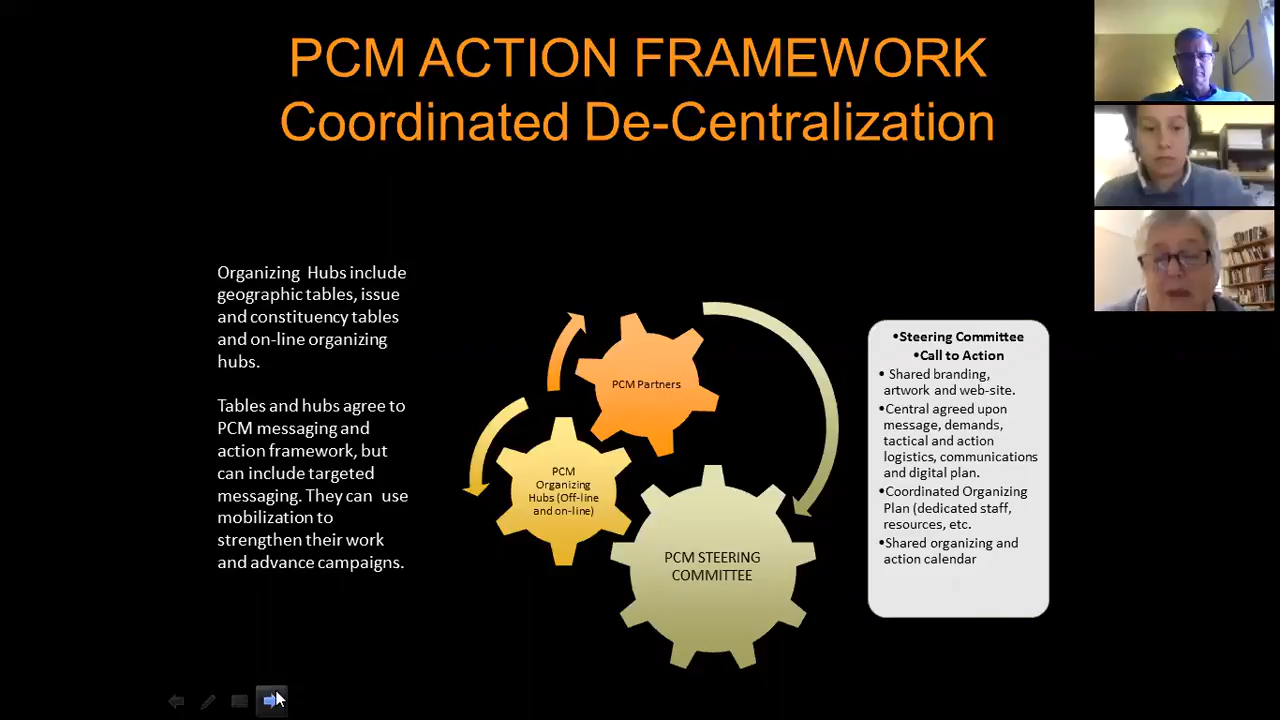 PCM ACTION FRAMEWORK
Coordinated De-Centralization
Organizing Hubs include
geographic tables, issue
and constituency tables
and on-line organizing
hubs.
Tables and hubs agree to
PCM messaging and
action framework, but
can include targeted
messaging. They can use
mobilization to
strengthen their work
and advance campaigns.
PCM Partners
PCM
Organizing
Hubs (Off-line
and on-line)
PCM STEERING
COMMITTEE
•Steering Committee
•Call to Action
• Shared branding,
artwork and web-site.
•Central agreed upon
message, demands,
tactical and action
logistics, communications
and digital plan.
•Coordinated Organizing
Plan (dedicated staff,
resources, etc.
•Shared organizing and
action calendar